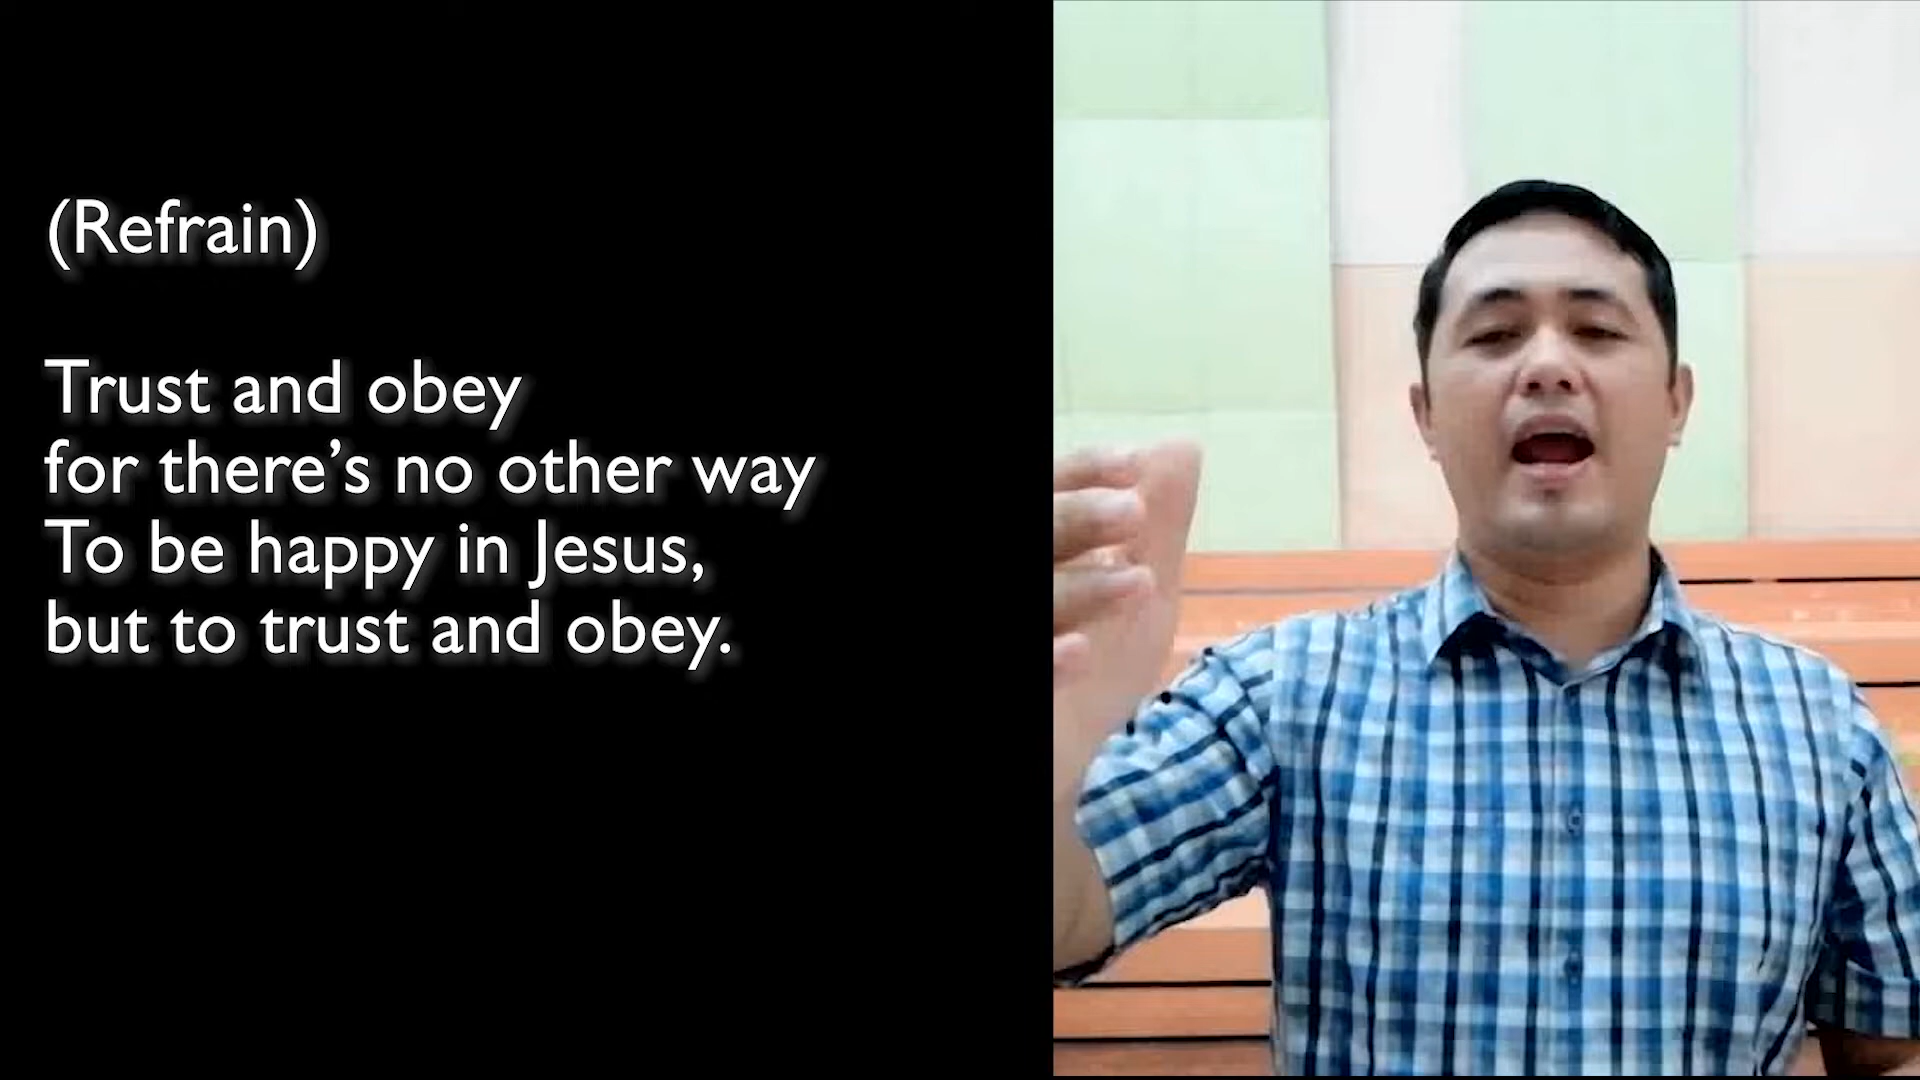 (Refrain)
Trust and obey
for there’s no other way
To be happy in Jesus,
but to trust and obey.